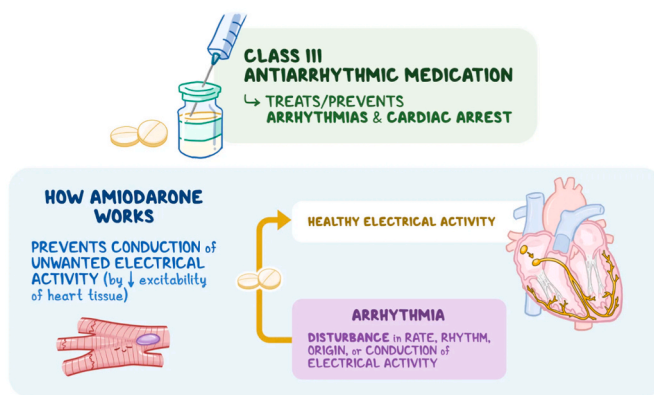 CLASS III
ANTIARRHYTHMIC MEDICATION
↳ TREATS/PREVENTS
ARRHYTHMIAS & CARDIAC ARREST
HOW AMIODARONE
WORKS
PREVENTS CONDUCTION of
UNWANTED ELECTRICAL
ACTIVITY (by ↓ excitability
of heart tissue)
HEALTHY ELECTRICAL ACTIVITY
ARRHYTHMIA
DISTURBANCE in RATE, RHYTHM,
ORIGIN, or CONDUCTION of
ELECTRICAL ACTIVITY